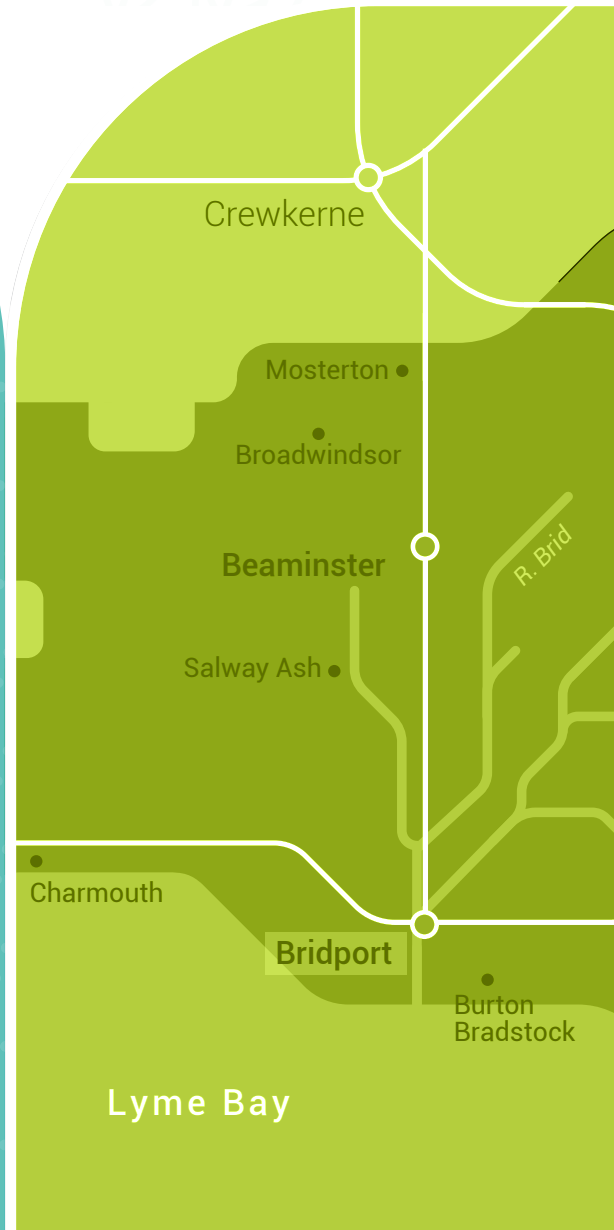 Crewkerne
Mosterton
Broadwindsor
R. Brid
Beaminster
Salway Ash
Charmouth
Bridport
Burton
Bradstock
Lyme Bay